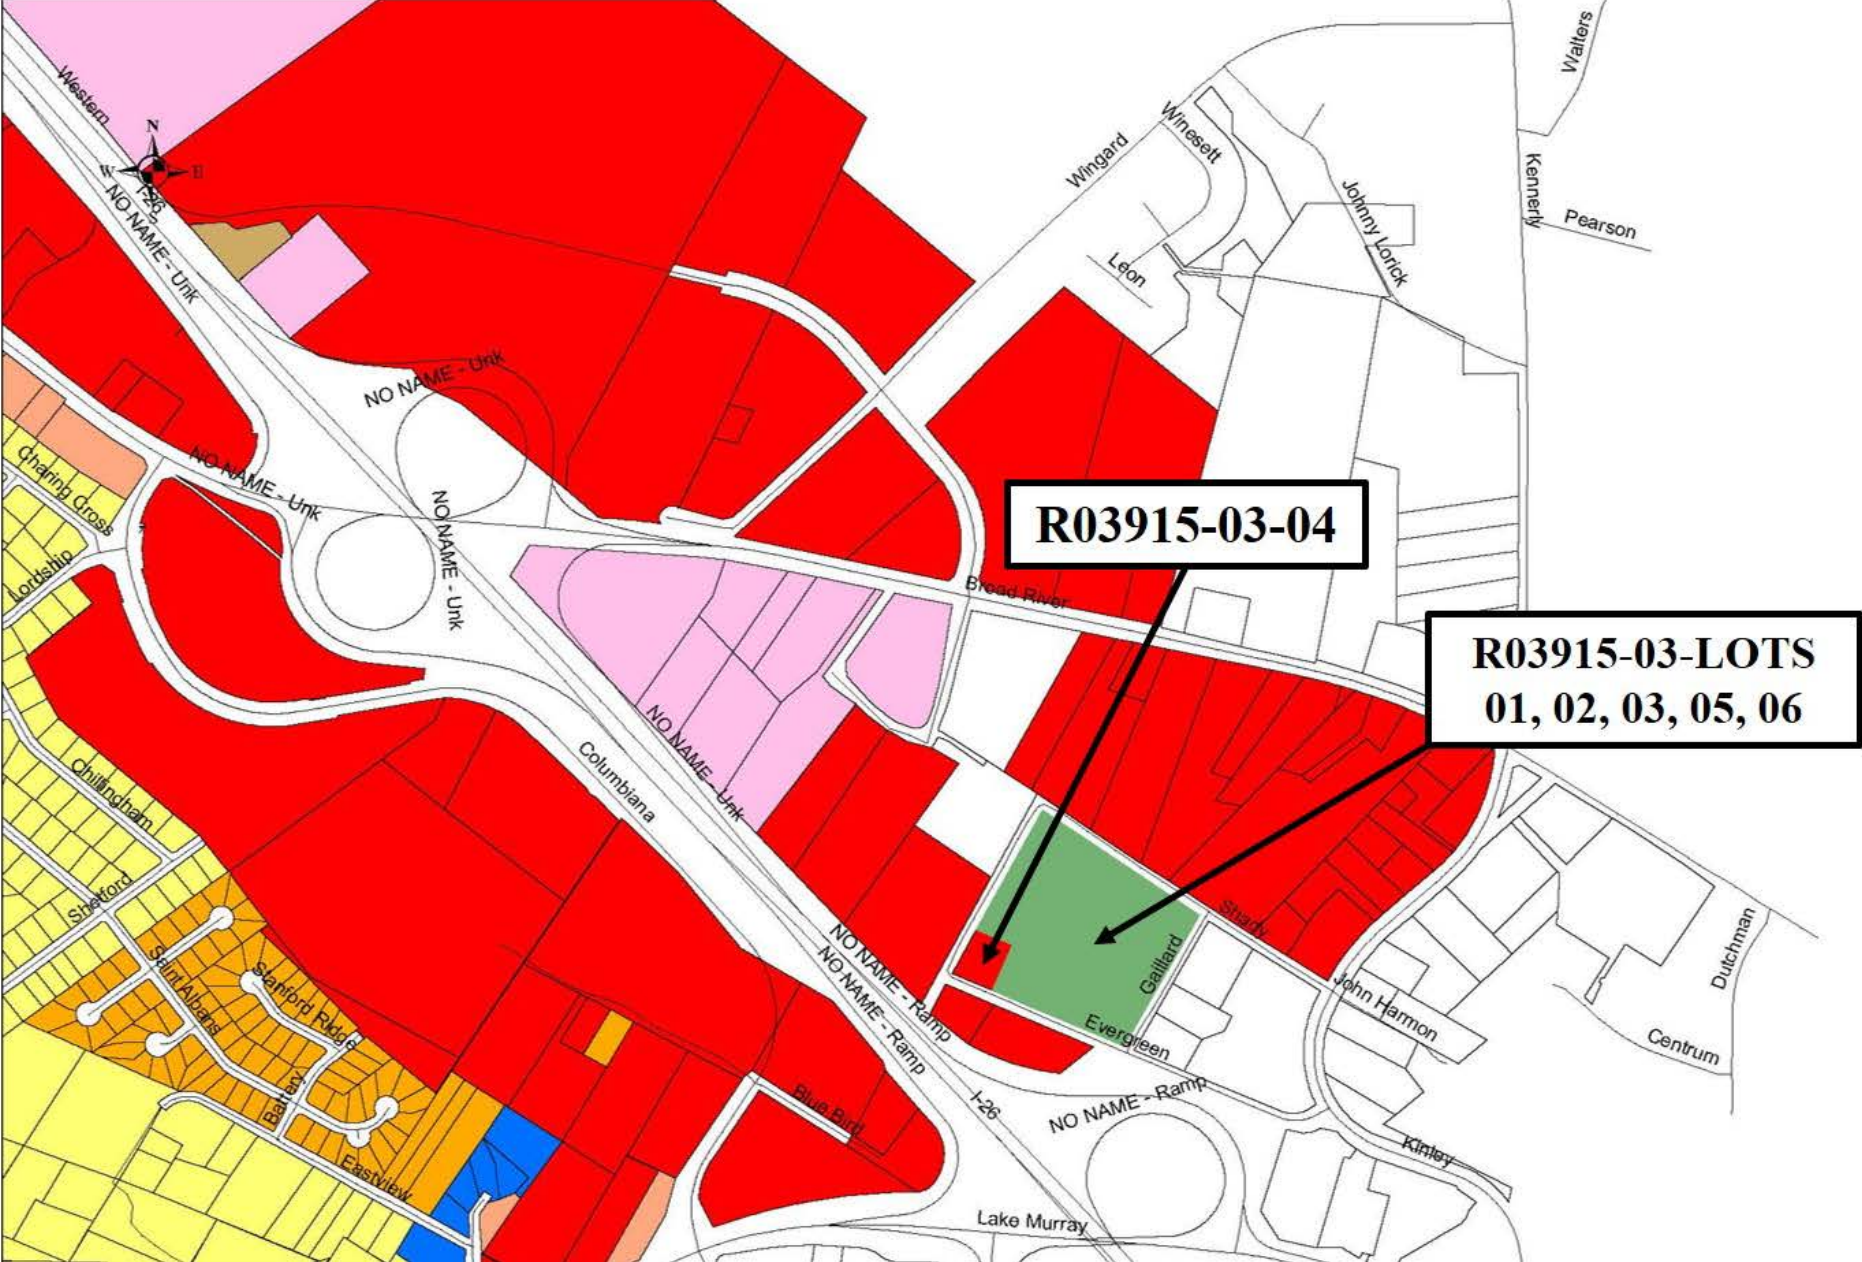 Walters
Western
N
W
E
S
I-26
NO NAME - Unk
Wingard
Winesett
Johnny Lorick
Kennerly
Pearson
Leon
NO NAME - Unk
NO NAME - Unk
Charing Cross
Lordship
NO NAME - Unk
R03915-03-04
Broad River
R03915-03-LOTS
01, 02, 03, 05, 06
NO NAME - Unk
Columbiana
Chillingham
Shetford
Saint Albans
Stanford Ridge
Battery
Eastview
Shady
Gaillard
Evergreen
John Harmon
Dutchman
Centrum
NO NAME - Ramp
NO NAME - Ramp
NO NAME - Ramp
I-26
Blue Bird
Kinley
Lake Murray